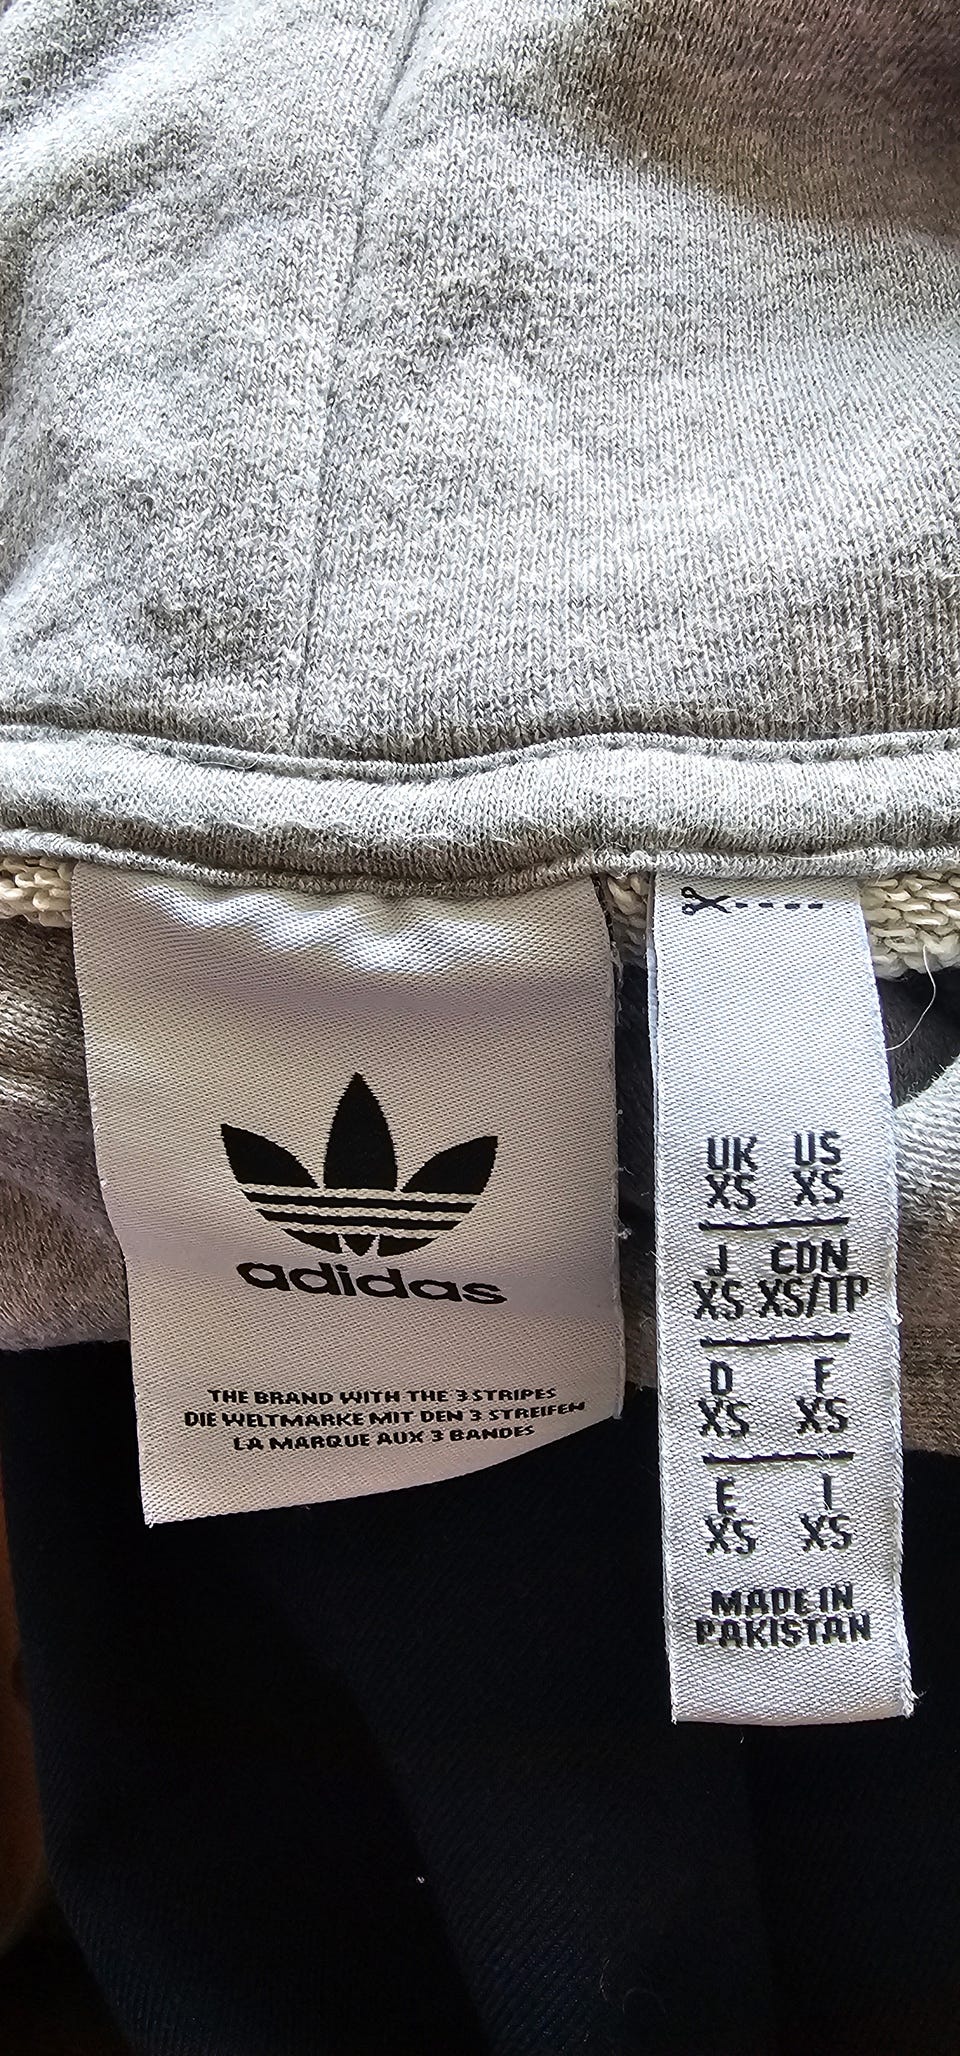 adidas
THE BRAND WITH THE 3 STRIPES
DIE WELTMARKE MIT DEN 3 STREIFEN
LA MARQUE AUX 3 BANDES
UK US
XS XS
J CDN
XS XS/TP
D F
XS XS
E I
XS XS
MADE IN
PAKISTAN